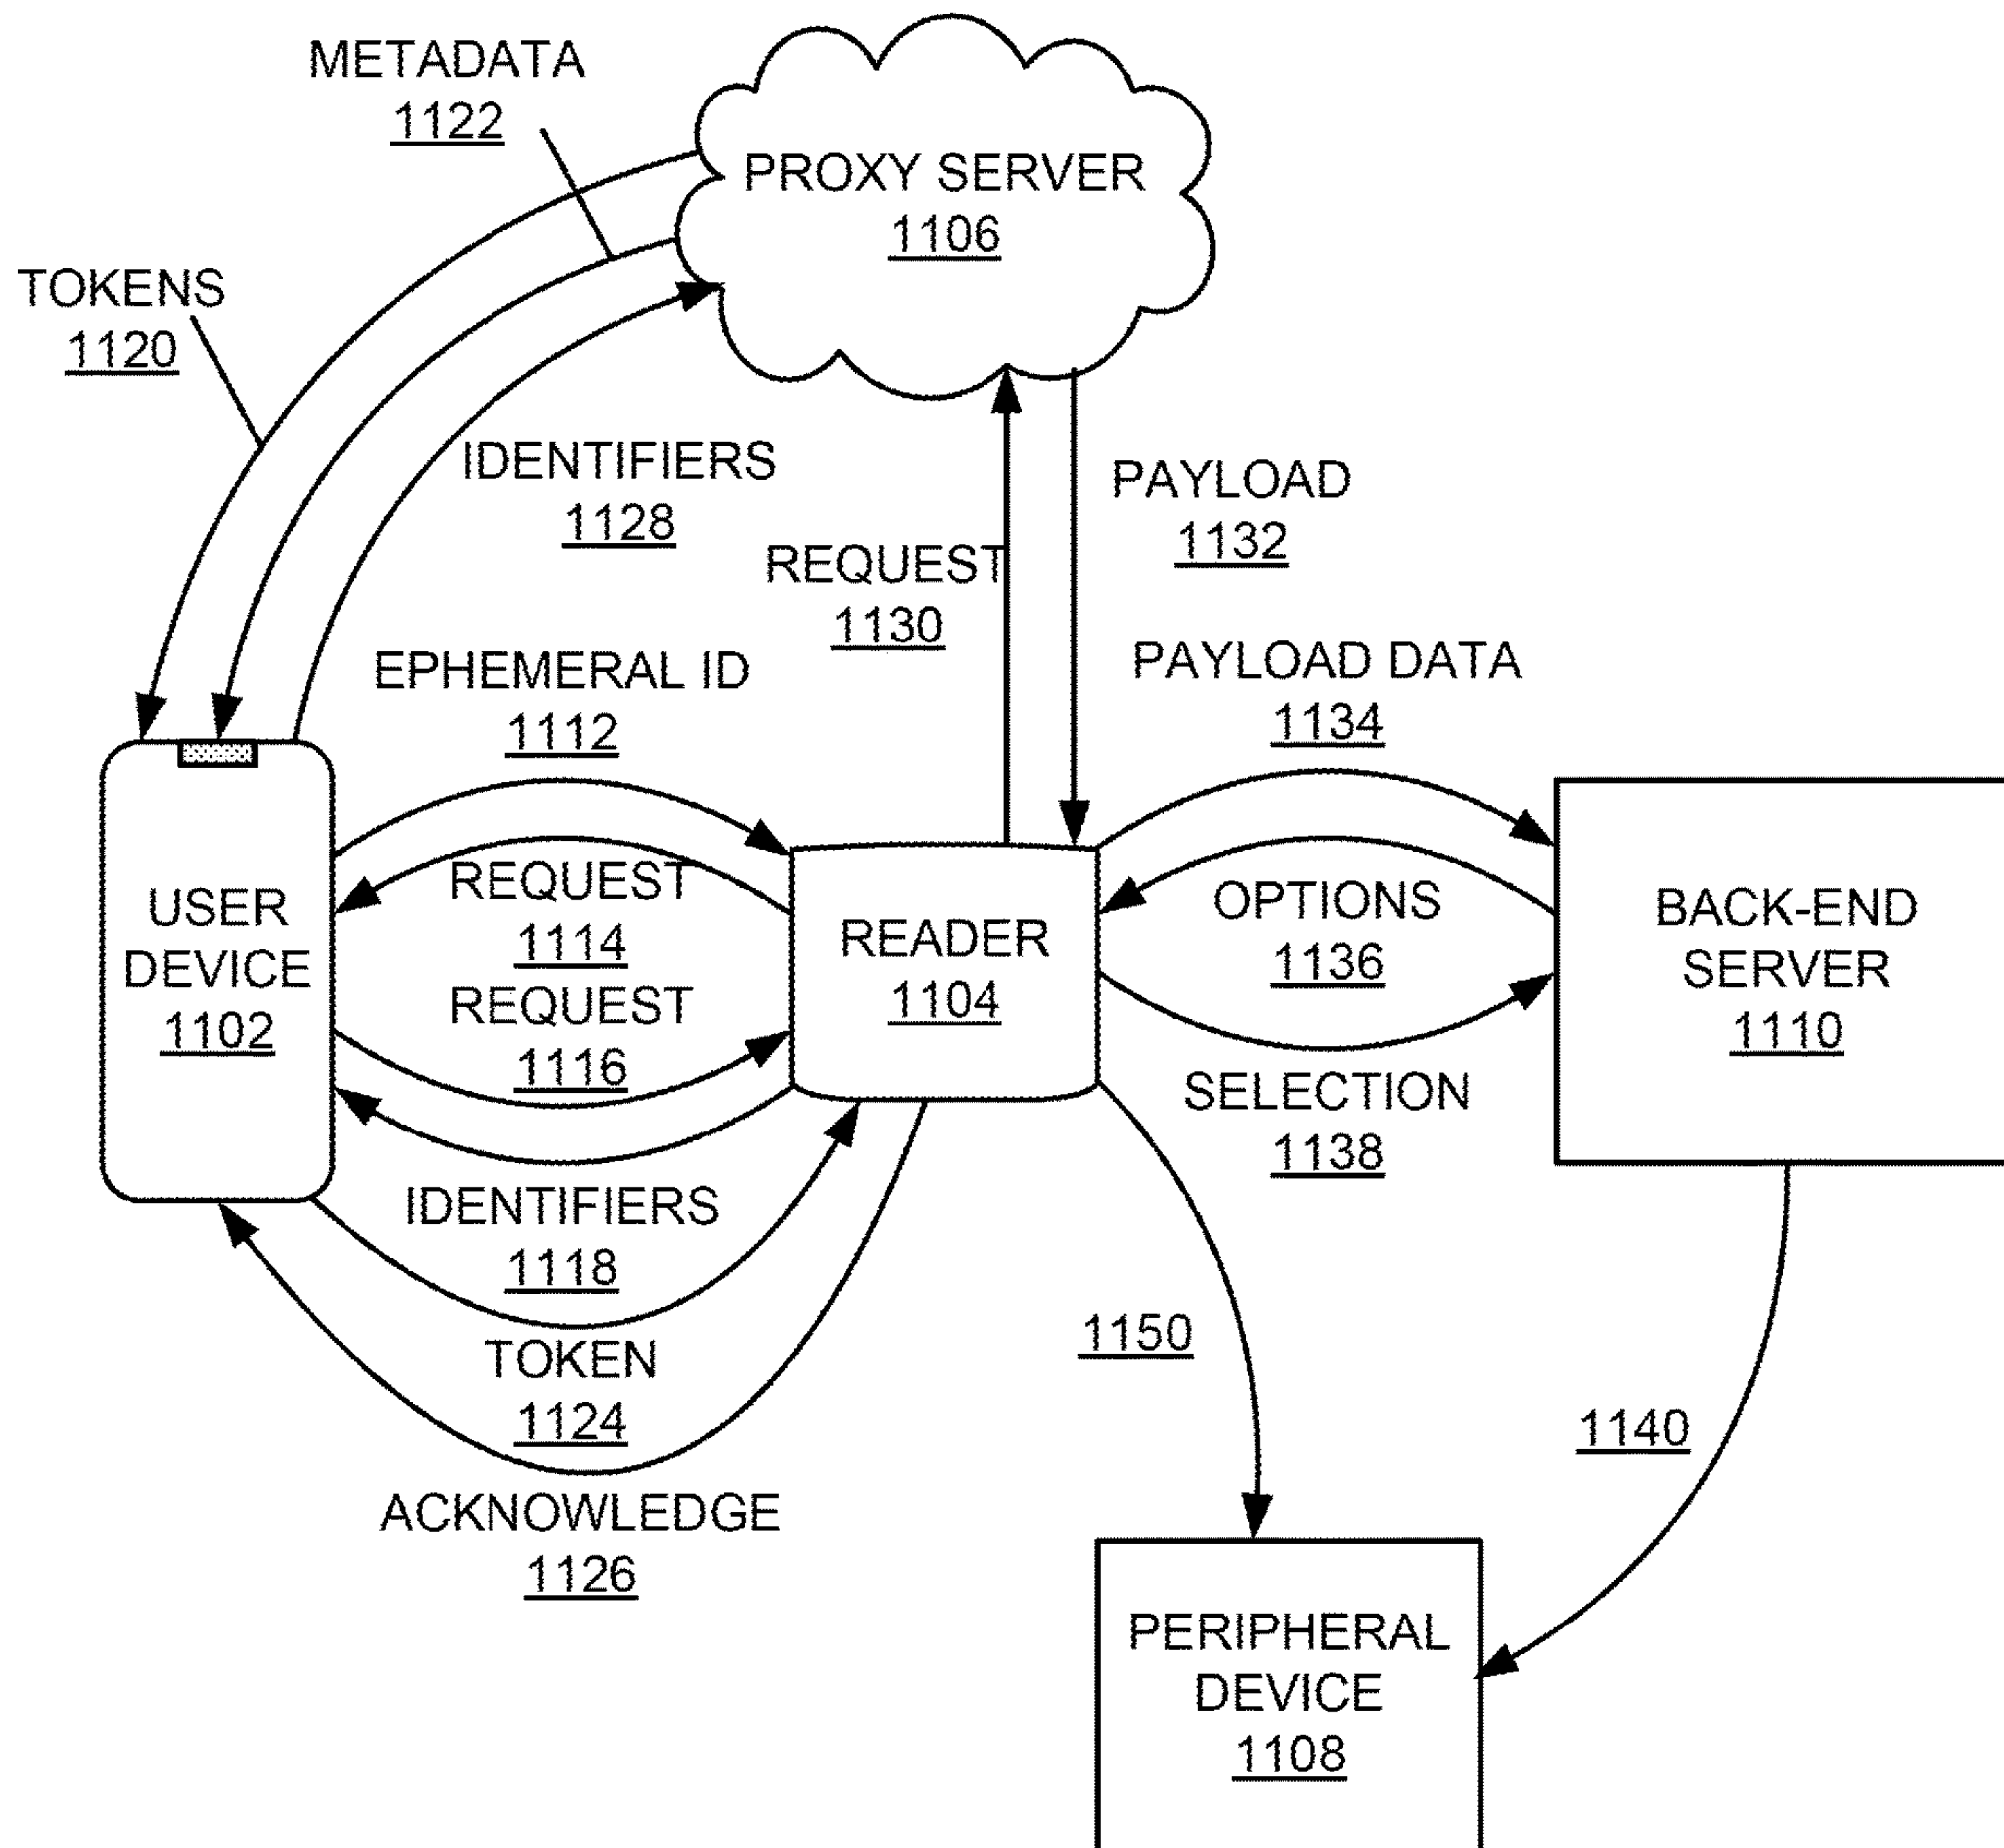 METADATA
1122
PROXY SERVER
1106
TOKENS
1120
IDENTIFIERS
1128
PAYLOAD
1132
REQUEST
1130
EPHEMERAL ID
1112
PAYLOAD DATA
1134
USER
DEVICE
1102
REQUEST
1114
REQUEST
1116
READER
1104
OPTIONS
1136
BACK-END
SERVER
1110
SELECTION
1138
IDENTIFIERS
1118
TOKEN
1124
ACKNOWLEDGE
1126
1150
1140
PERIPHERAL
DEVICE
1108